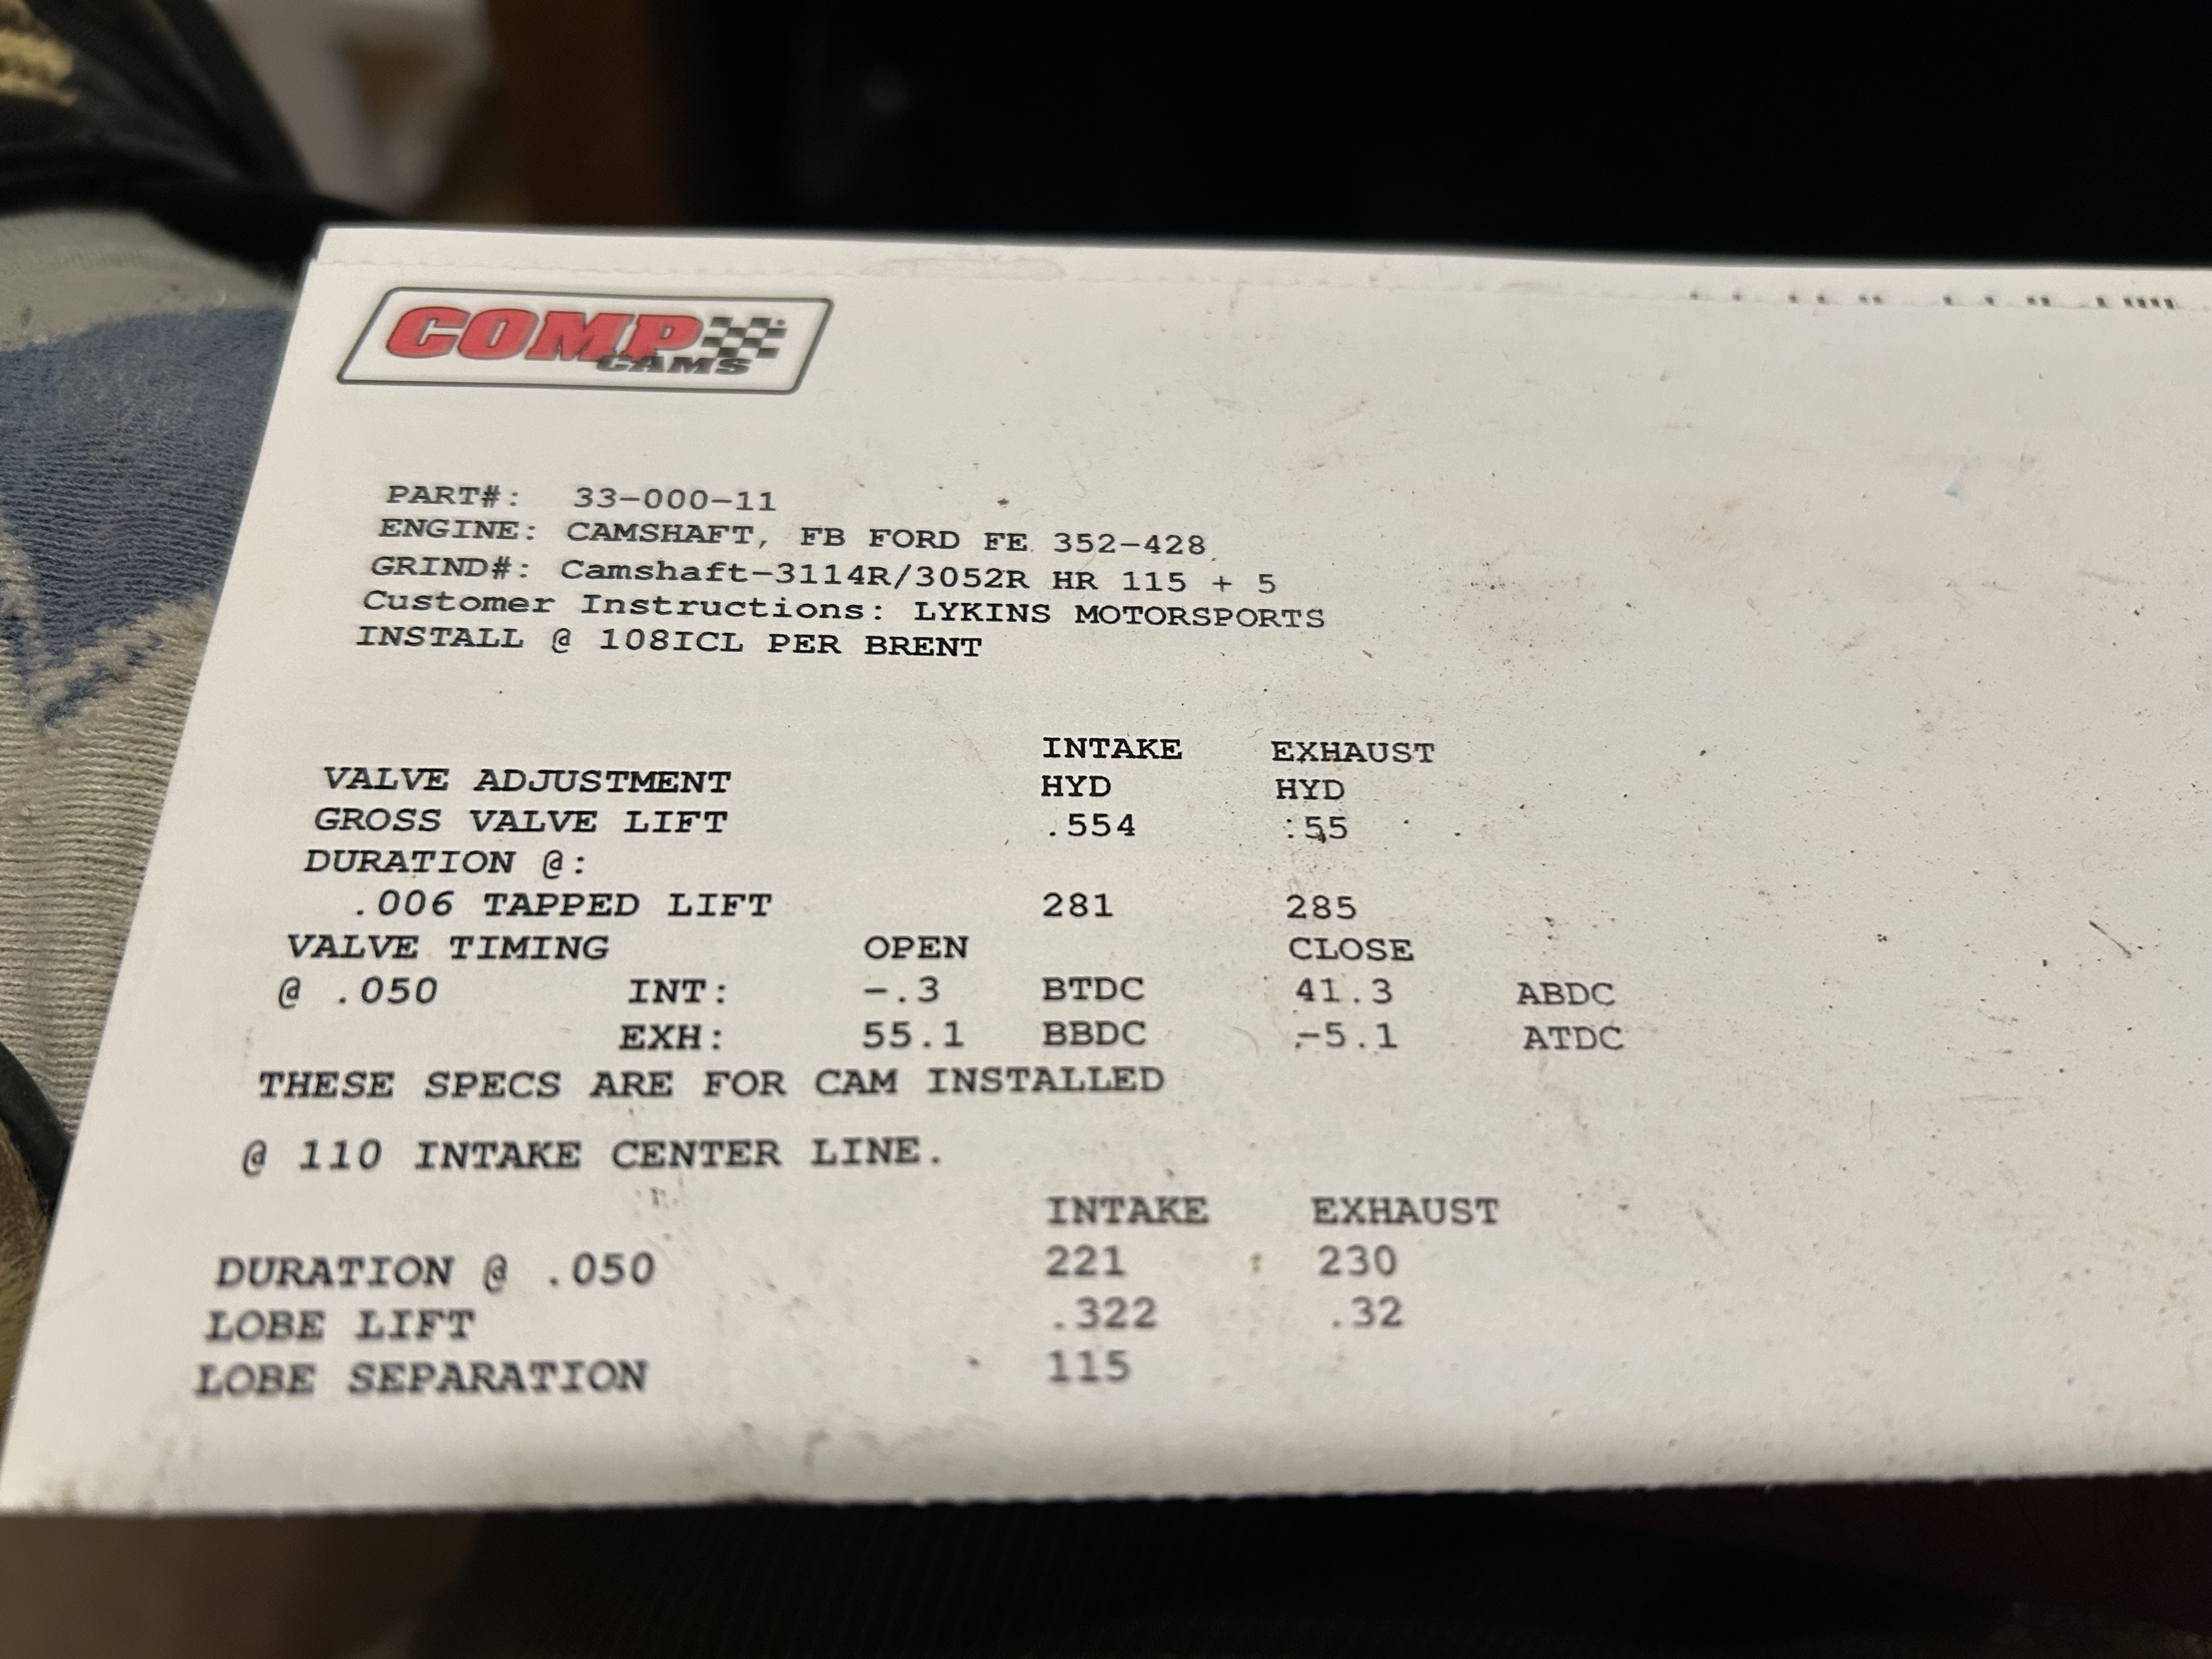 COMP
CAMS
PART#: 33-000-11
ENGINE: CAMSHAFT, FB FORD FE 352-428
GRIND#: Camshaft-3114R/3052R HR 115 + 5
Customer Instructions: LYKINS MOTORSPORTS
INSTALL @ 108ICL PER BRENT
INTAKE EXHAUST
VALVE ADJUSTMENT HYD HYD
GROSS VALVE LIFT .554 .55
DURATION @:
.006 TAPPED LIFT 281 285
VALVE TIMING OPEN CLOSE
@ .050 INT: -.3 BTDC 41.3 ABDC
EXH: 55.1 BBDC -5.1 ATDC
THESE SPECS ARE FOR CAM INSTALLED
@ 110 INTAKE CENTER LINE.
INTAKE EXHAUST
DURATION @ .050 221 230
LOBE LIFT .322 .32
LOBE SEPARATION 115